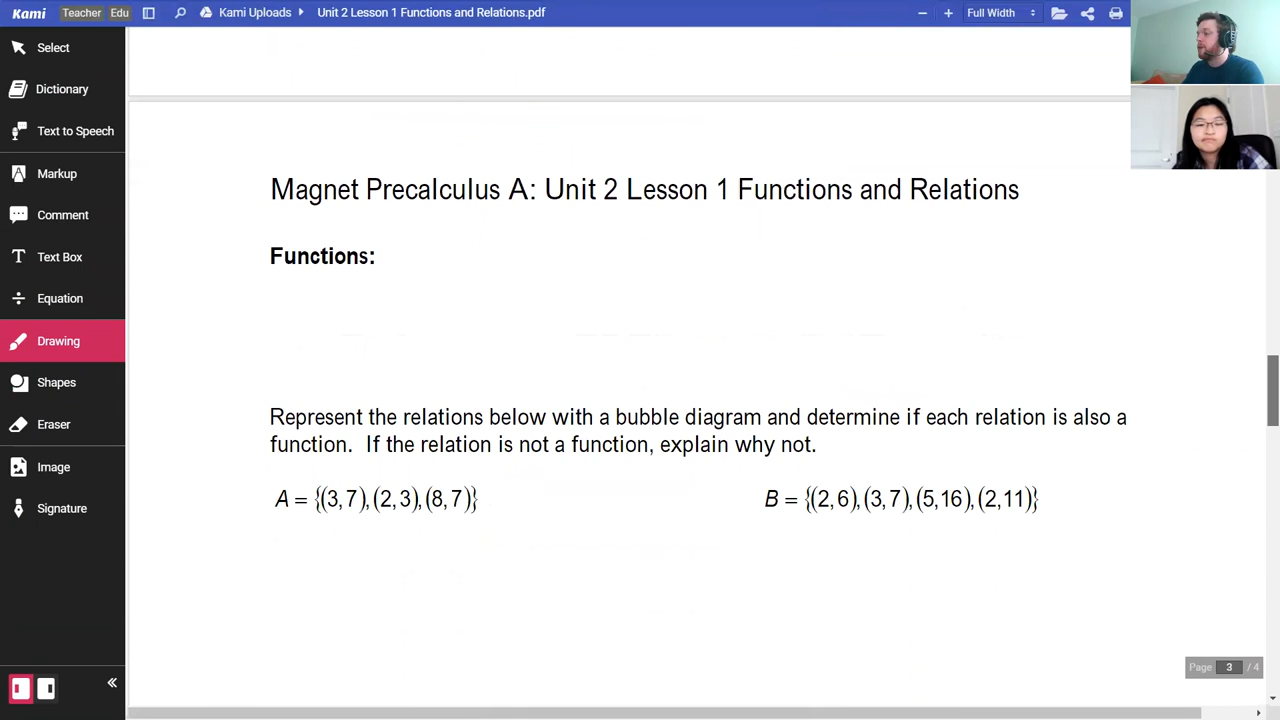 Kami Teacher Edu Kami Uploads Unit 2 Lesson 1 Functions and Relations.pdf Full Width
Select
Dictionary
Text to Speech
Markup
Comment
Text Box
Equation
Drawing
Shapes
Eraser
Image
Signature
Magnet Precalculus A: Unit 2 Lesson 1 Functions and Relations
Functions:
Represent the relations below with a bubble diagram and determine if each relation is also a
function. If the relation is not a function, explain why not.
A = {(3,7),(2,3),(8,7)}
B = {(2,6),(3,7),(5,16),(2,11)}
Page 3 / 4